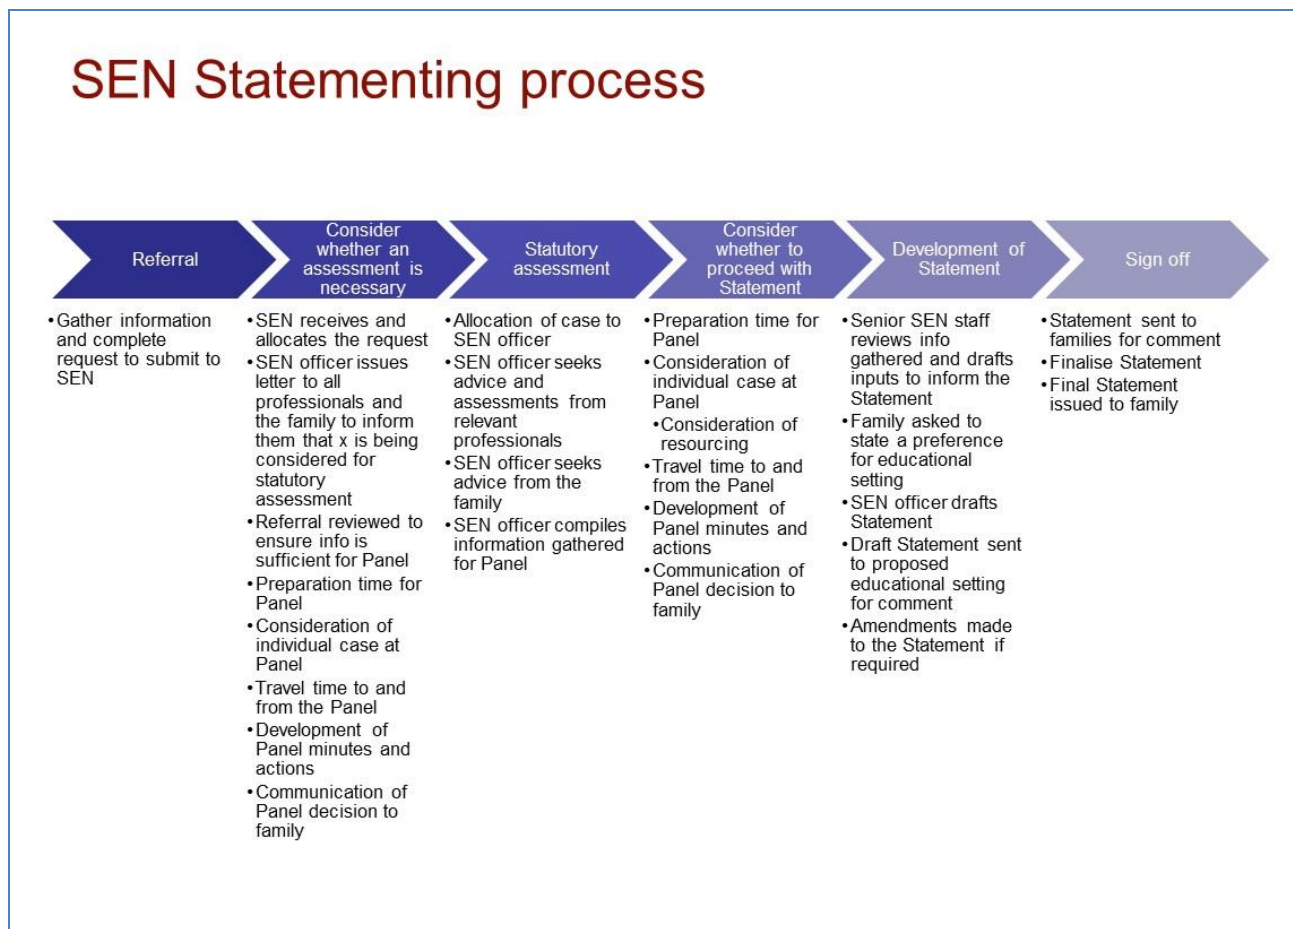 SEN Statementing process
Referral
•Gather information
and complete
request to submit to
SEN
Consider
whether an
assessment is
necessary
•SEN receives and
allocates the request
•SEN officer issues
letter to all
professionals and
the family to inform
them that x is being
considered for
statutory
assessment
•Referral reviewed to
ensure info is
sufficient for Panel
•Preparation time for
Panel
•Consideration of
individual case at
Panel
•Travel time to and
from the Panel
•Development of
Panel minutes and
actions
•Communication of
Panel decision to
family
Statutory
assessment
•Allocation of case to
SEN officer
•SEN officer seeks
advice and
assessments from
relevant
professionals
•SEN officer seeks
advice from the
family
•SEN officer compiles
information gathered
for Panel
Consider
whether to
proceed with
Statement
•Preparation time for
Panel
•Consideration of
individual case at
Panel
•Consideration of
resourcing
•Travel time to and
from the Panel
•Development of
Panel minutes and
actions
•Communication of
Panel decision to
family
Development of
Statement
•Senior SEN staff
reviews info
gathered and drafts
inputs to inform the
Statement
•Family asked to
state a preference
for educational
setting
•SEN officer drafts
Statement
•Draft Statement sent
to proposed
educational setting
for comment
•Amendments made
to the Statement if
required
Sign off
•Statement sent to
families for comment
•Finalise Statement
•Final Statement
issued to family